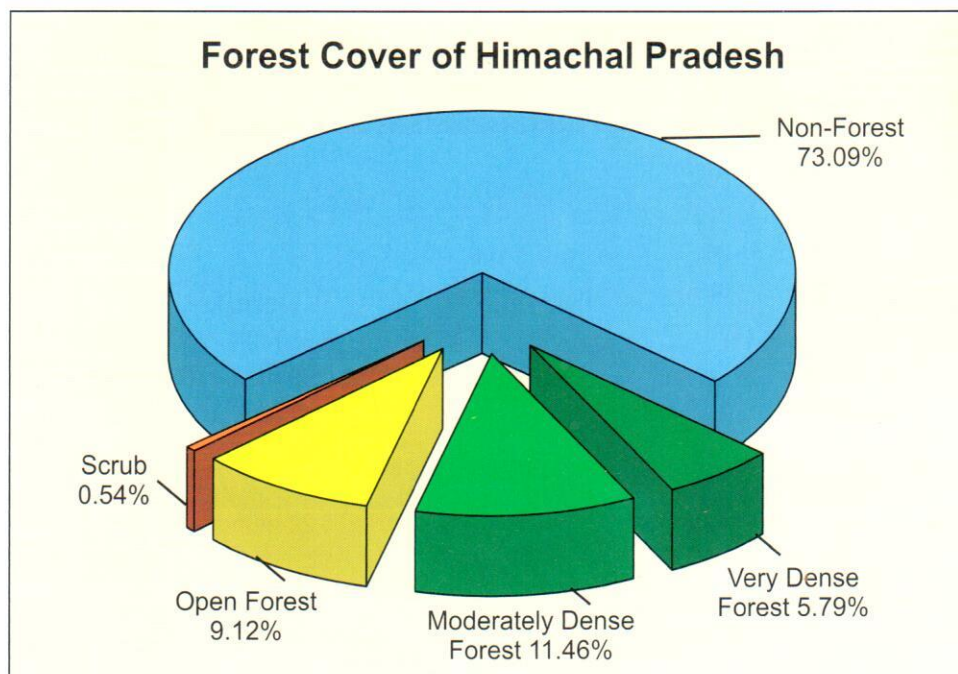 Forest Cover of Himachal Pradesh
Non-Forest
73.09%
Scrub
0.54%
Open Forest
9.12%
Moderately Dense
Forest 11.46%
Very Dense
Forest 5.79%